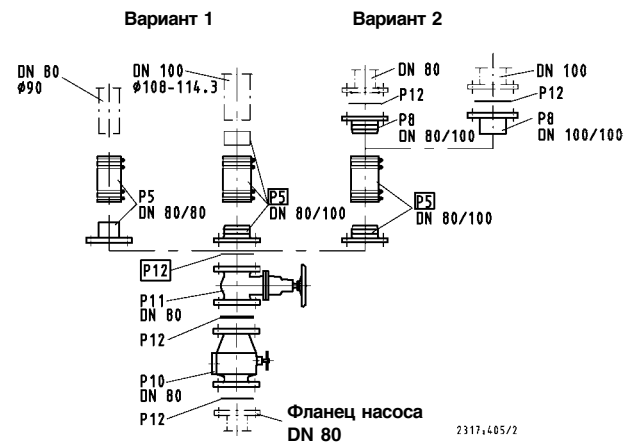 Вариант 1
Вариант 2
DN 80
ø90
DN 100
ø108-114.3
DN 80
P12
P8
DN 80/100
DN 100
P12
P8
DN 100/100
P5
DN 80/80
P5
DN 80/100
P5
DN 80/100
P12
P11
DN 80
P12
P10
DN 80
P12
Фланец насоса
DN 80
2317,405/2